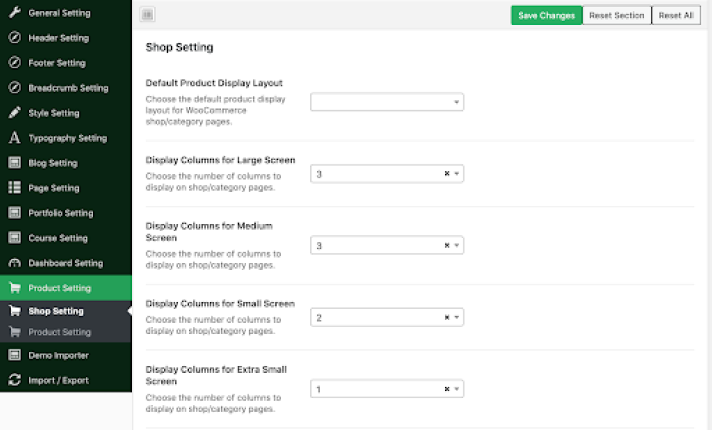 General Setting
Header Setting
Footer Setting
Breadcrumb Setting
Style Setting
Typography Setting
Blog Setting
Page Setting
Portfolio Setting
Course Setting
Dashboard Setting
Product Setting
Shop Setting
Product Setting
Demo Importer
Import / Export
Save Changes
Reset Section
Reset All
Shop Setting
Default Product Display Layout
Choose the default product display
layout for WooCommerce
shop/category pages.
Display Columns for Large Screen
Choose the number of columns to
display on shop/category pages.
3
Display Columns for Medium
Screen
Choose the number of columns to
display on shop/category pages.
3
Display Columns for Small Screen
Choose the number of columns to
display on shop/category pages.
2
Display Columns for Extra Small
Screen
Choose the number of columns to
display on shop/category pages.
1